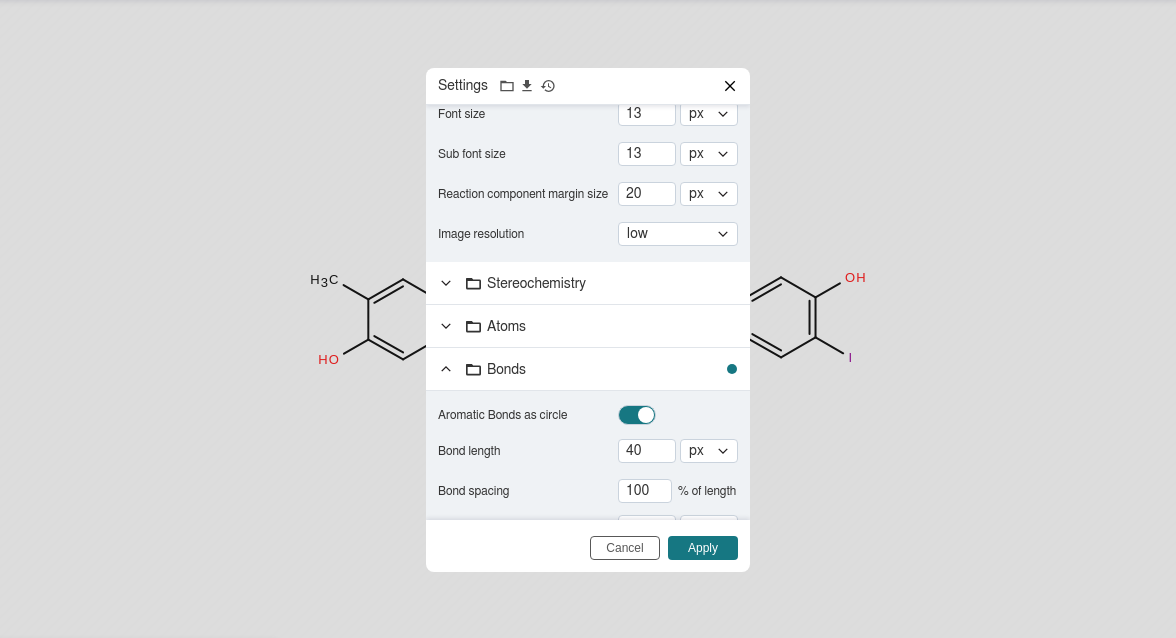 Settings
Font size 13 px
Sub font size 13 px
Reaction component margin size 20 px
Image resolution low
Stereochemistry
Atoms
Bonds
Aromatic Bonds as circle
Bond length 40 px
Bond spacing 100 % of length
Cancel Apply
H3C
HO
OH
I